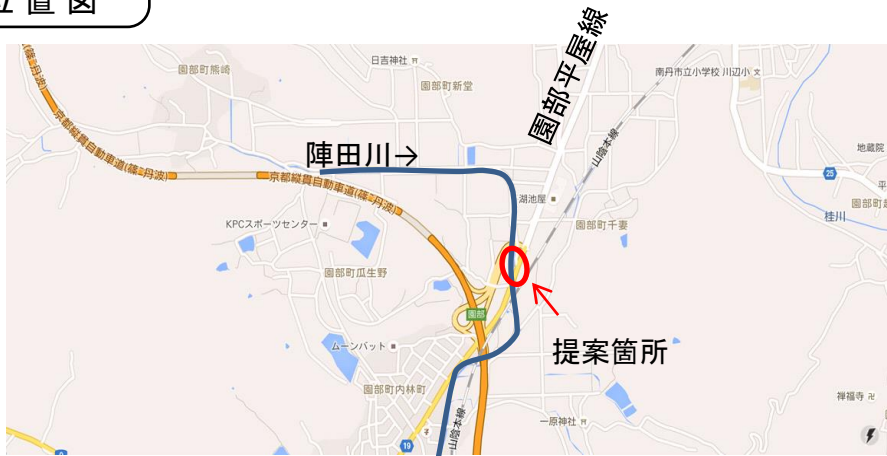 位置図
日吉神社
園部町熊崎
園部町新堂
園部平屋線
南丹市立小学校 川辺小 文
山陰本線
京都縦貫自動車道(篠-丹波)
陣田川→
京都縦貫自動車道(篠-丹波)
地蔵院
25
湖池屋
桂川
KPCスポーツセンター
園部町千妻
園部町瓜生野
園部
ムーンバット
提案箇所
園部町内林町
禅福寺
一原神社
山陰本線
19
9